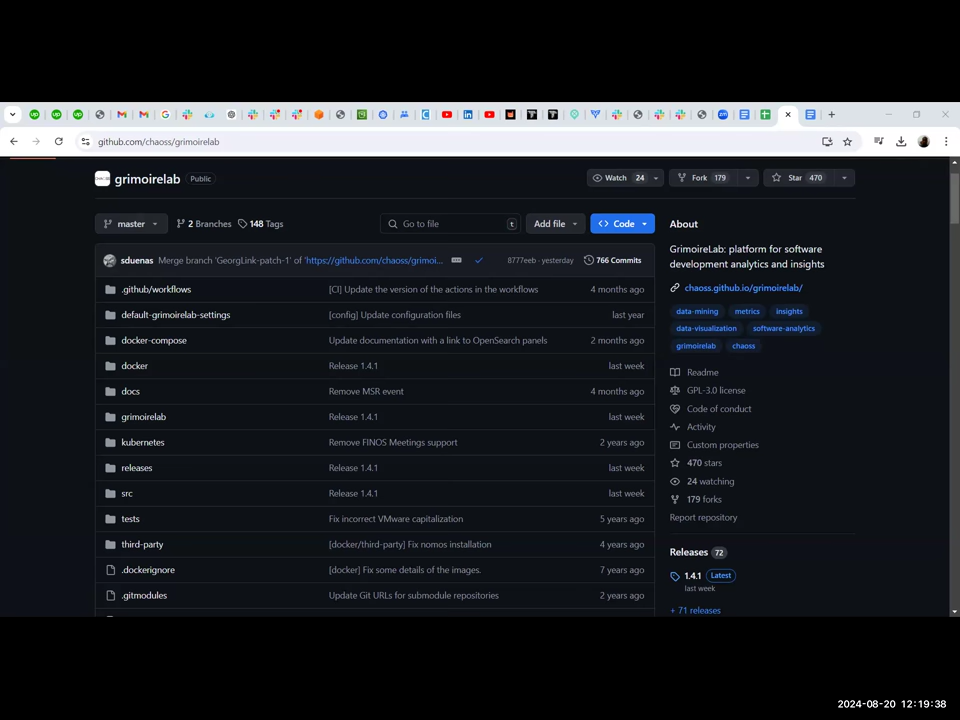 github.com/chaoss/grimoirelab
grimoirelab Public
Watch 24 Fork 179 Star 470
master 2 Branches 148 Tags Go to file t Add file Code
sduenas Merge branch 'GeorgLink-patch-1' of 'https://github.com/chaoss/grimoi... 8777eeb · yesterday 766 Commits
.github/workflows [CI] Update the version of the actions in the workflows 4 months ago
default-grimoirelab-settings [config] Update configuration files last year
docker-compose Update documentation with a link to OpenSearch panels 2 months ago
docker Release 1.4.1 last week
docs Remove MSR event 4 months ago
grimoirelab Release 1.4.1 last week
kubernetes Remove FINOS Meetings support 2 years ago
releases Release 1.4.1 last week
src Release 1.4.1 last week
tests Fix incorrect VMware capitalization 5 years ago
third-party [docker/third-party] Fix nomos installation 4 years ago
.dockerignore [docker] Fix some details of the images. 7 years ago
.gitmodules Update Git URLs for submodule repositories 2 years ago
About
GrimoireLab: platform for software
development analytics and insights
chaoss.github.io/grimoirelab/
data-mining metrics insights
data-visualization software-analytics
grimoirelab chaoss
Readme
GPL-3.0 license
Code of conduct
Activity
Custom properties
470 stars
24 watching
179 forks
Report repository
Releases 72
1.4.1 Latest
last week
+ 71 releases
2024-08-20 12:19:38